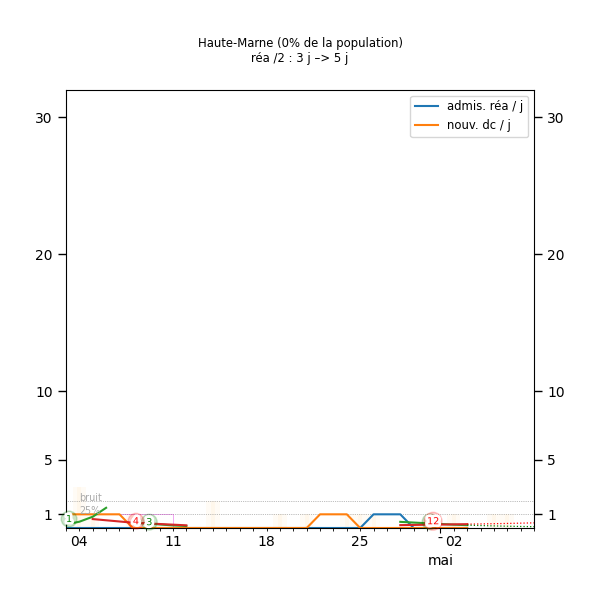 Haute-Marne (0% de la population)
réa /2 : 3 j –> 5 j
admis. réa / j
nouv. dc / j
30 30
20 20
10 10
5 5
bruit
25%
1 1
1 4 3 12
04 11 18 25 02
mai